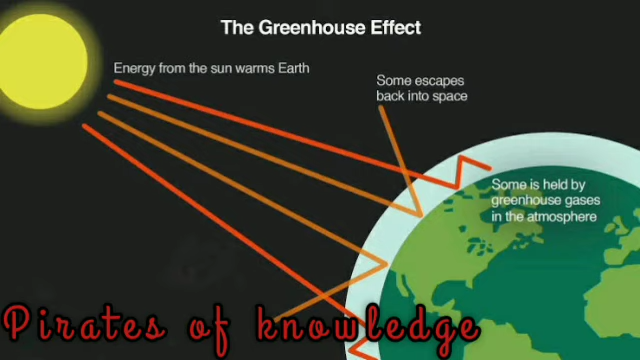 The Greenhouse Effect
Energy from the sun warms Earth
Some escapes
back into space
Some is held by
greenhouse gases
in the atmosphere
Pirates of knowledge